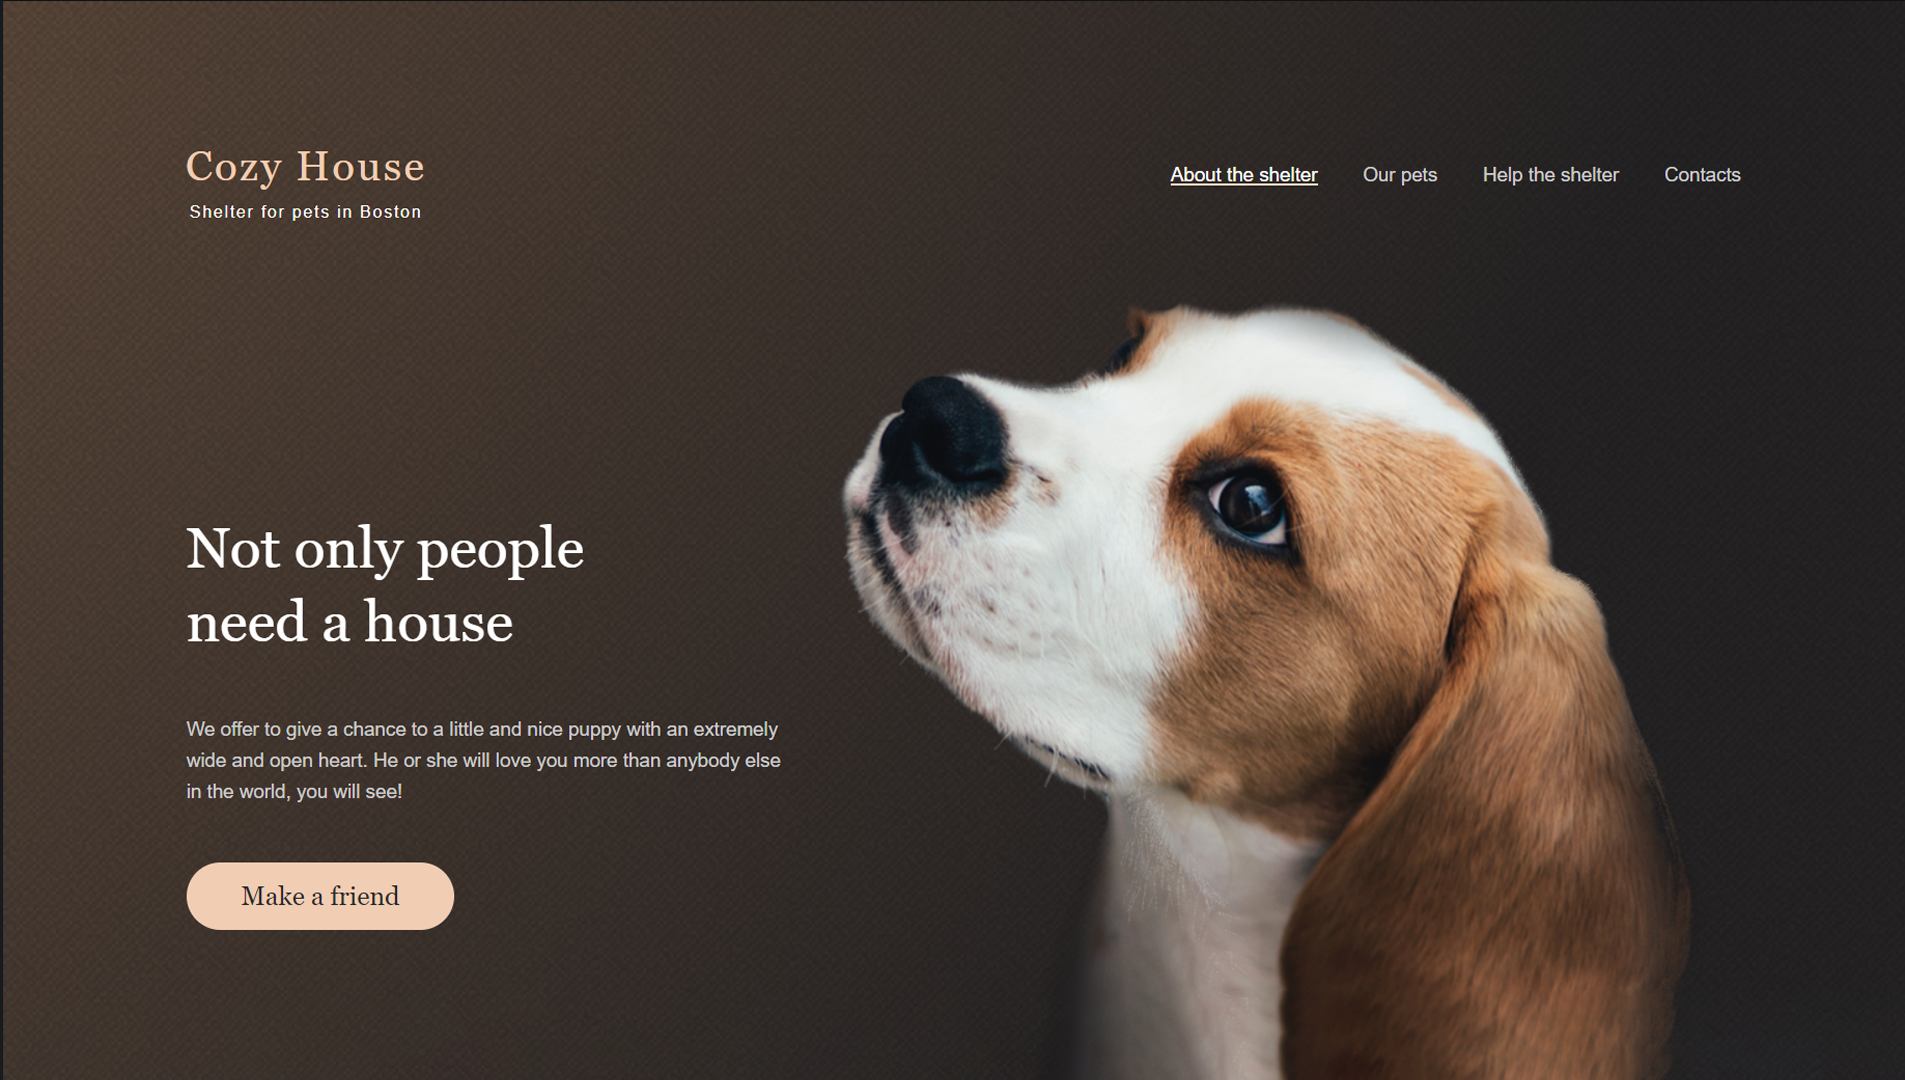 Cozy House
Shelter for pets in Boston
About the shelter
Our pets
Help the shelter
Contacts
Not only people
need a house
We offer to give a chance to a little and nice puppy with an extremely
wide and open heart. He or she will love you more than anybody else
in the world, you will see!
Make a friend